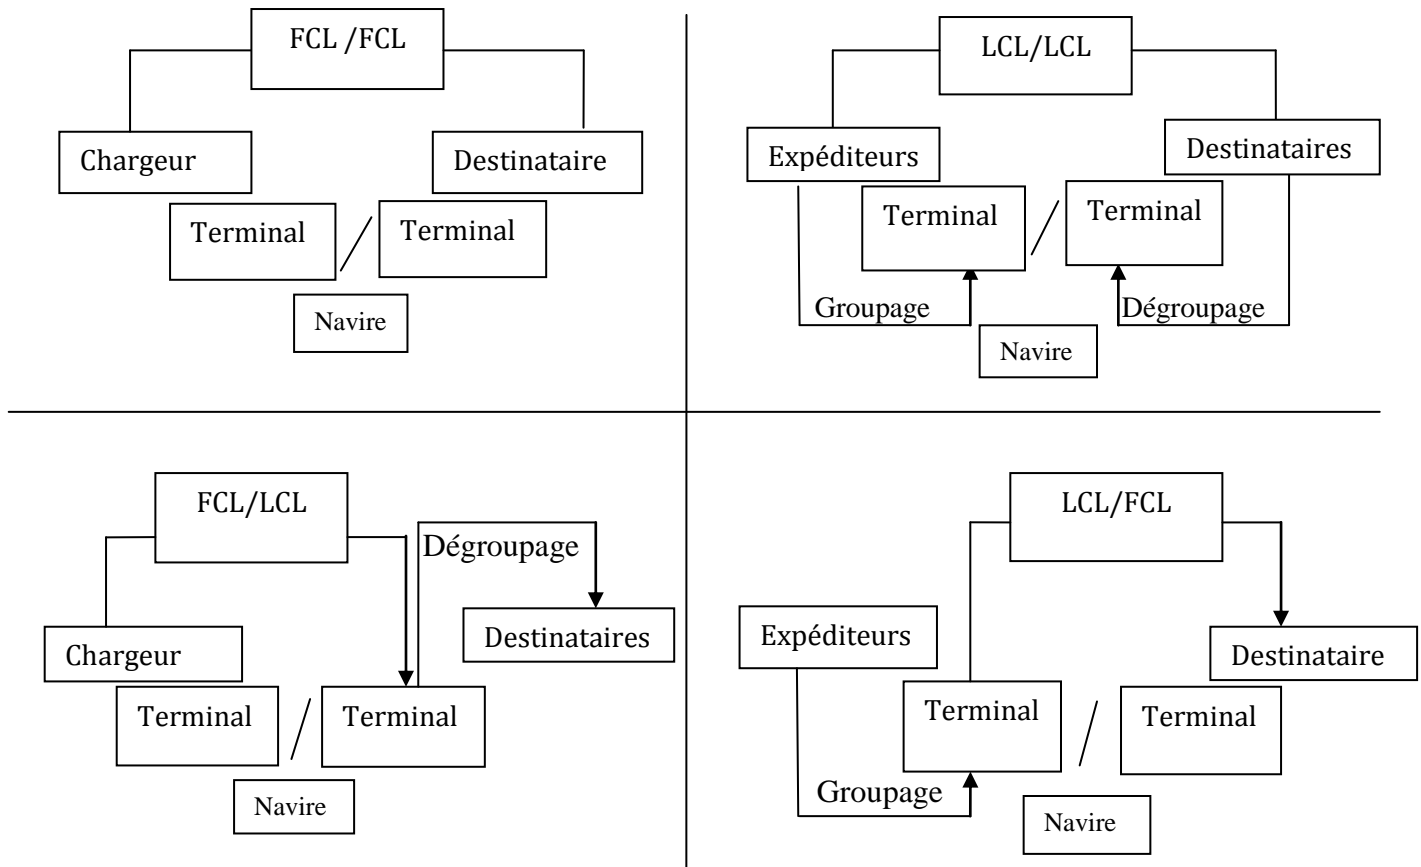 FCL /FCL
Chargeur
Destinataire
Terminal
Terminal
Navire
LCL/LCL
Expéditeurs
Destinataires
Terminal
Terminal
Groupage
Dégroupage
Navire
FCL/LCL
Dégroupage
Chargeur
Destinataires
Terminal
Terminal
Navire
LCL/FCL
Expéditeurs
Destinataire
Terminal
Terminal
Groupage
Navire